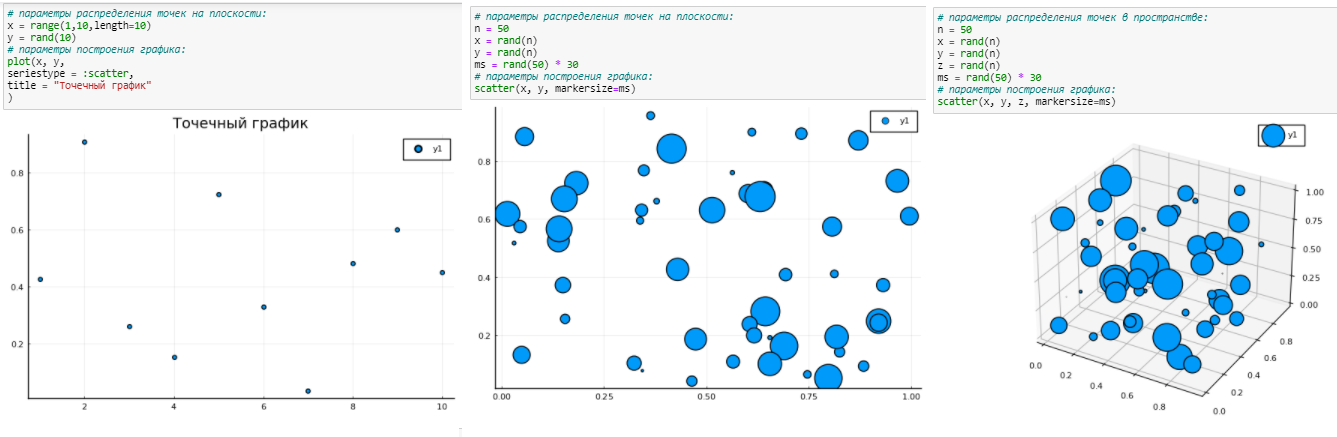 # параметры распределения точек на плоскости:
x = range(1,10,length=10)
y = rand(10)
# параметры построения графика:
plot(x, y,
seriestype = :scatter,
title = "Точечный график"
)
Точечный график
y1
0.8
0.6
0.4
0.2
2
4
6
8
10
# параметры распределения точек на плоскости:
n = 50
x = rand(n)
y = rand(n)
ms = rand(50) * 30
# параметры построения графика:
scatter(x, y, markersize=ms)
y1
0.8
0.6
0.4
0.2
0.00
0.25
0.50
0.75
1.00
# параметры распределения точек в пространстве:
n = 50
x = rand(n)
y = rand(n)
z = rand(n)
ms = rand(50) * 30
# параметры построения графика:
scatter(x, y, z, markersize=ms)
y1
1.00
0.75
0.50
0.25
0.00
0.0
0.2
0.4
0.6
0.8
0.0
0.2
0.4
0.6
0.8